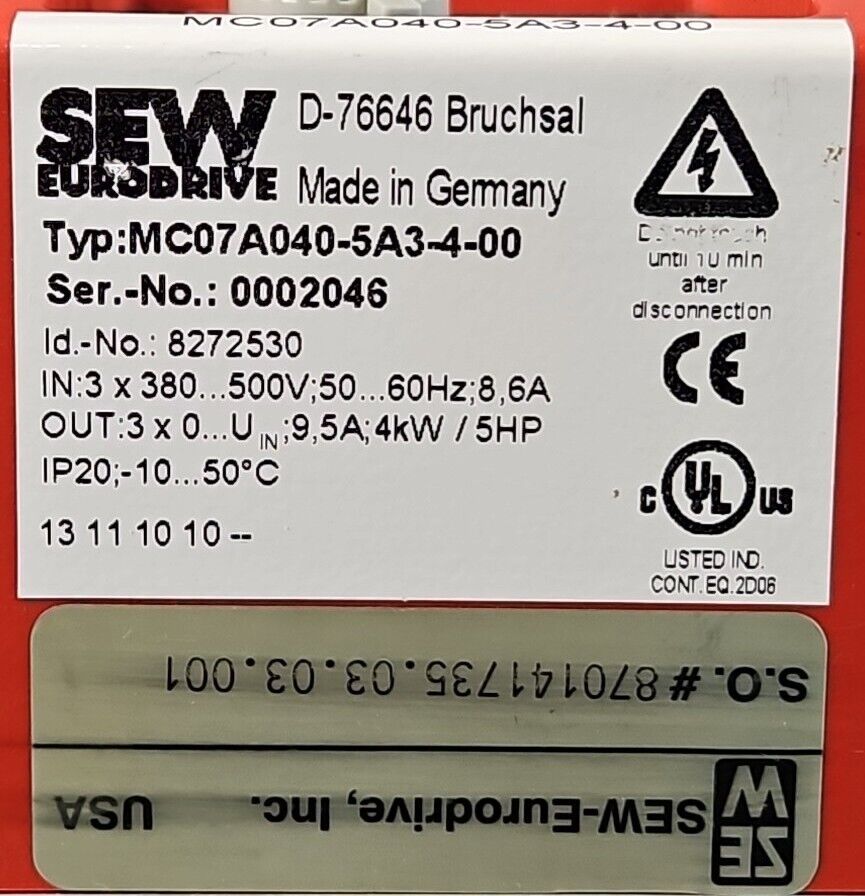 MC07A040-5A3-4-00
SEW
EURODRIVE
D-76646 Bruchsal
Made in Germany
Typ:MC07A040-5A3-4-00
Ser.-No.: 0002046
Id.-No.: 8272530
IN:3 x 380...500V;50...60Hz;8,6A
OUT:3 x 0...U IN;9,5A;4kW / 5HP
IP20;-10...50°C
13 11 10 10 --
until 10 min
after
disconnection
CE
C UL US
LISTED IND.
CONT.EQ.2D06
SEW
SEW-Eurodrive, Inc. USA
S.O. # 870141735.03.03.001